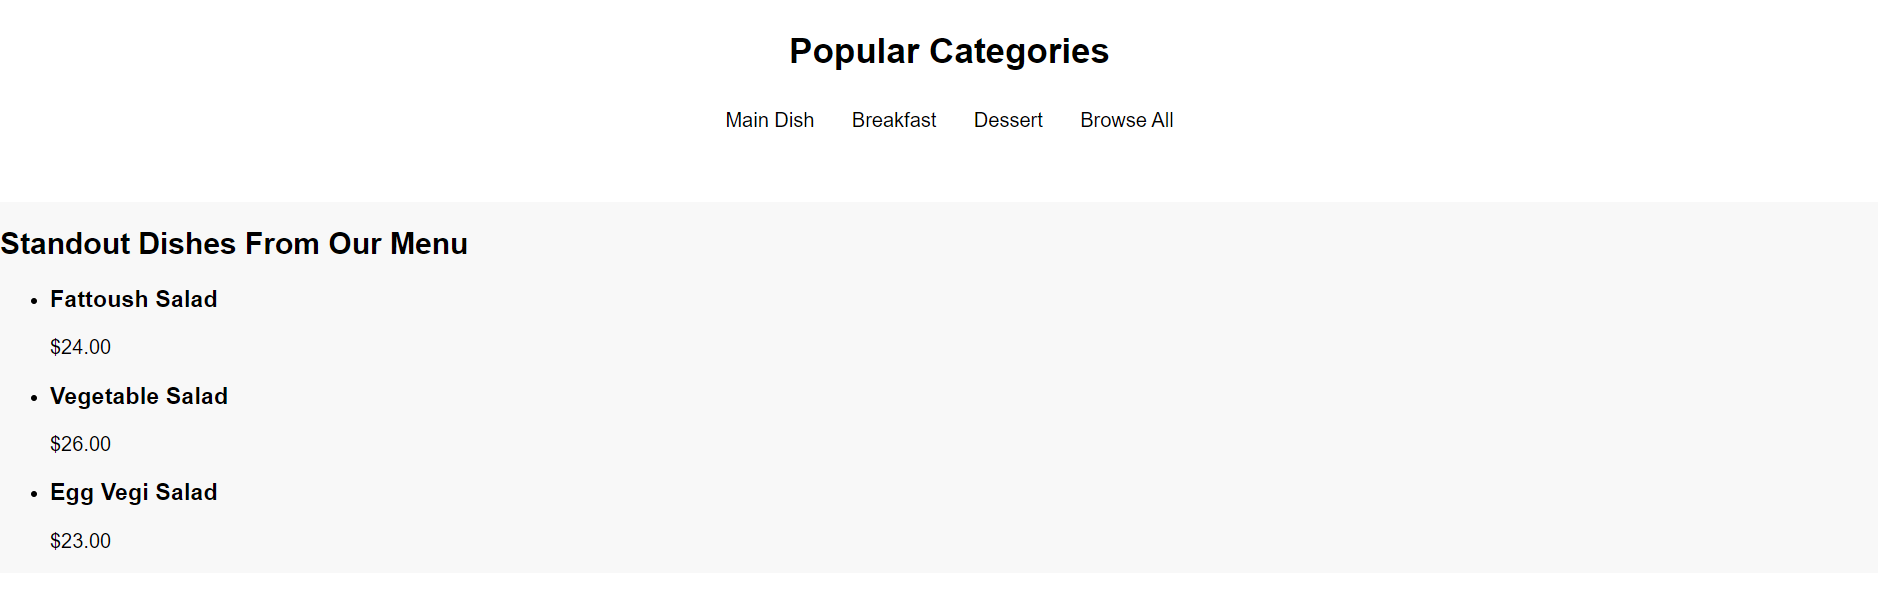 Popular Categories
Main Dish Breakfast Dessert Browse All
Standout Dishes From Our Menu
• Fattoush Salad
$24.00
• Vegetable Salad
$26.00
• Egg Vegi Salad
$23.00